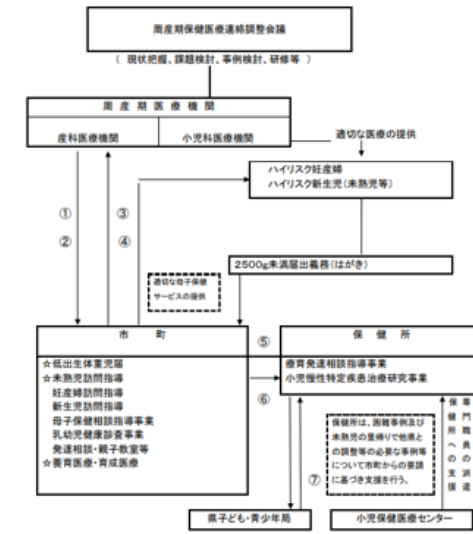 周産期保健医療連絡調整会議
( 現状把握、課題検討、事例検討、研修等 )
周産期医療機関
産科医療機関
小児科医療機関
適切な医療の提供
ハイリスク妊産婦
ハイリスク新生児(未熟児等)
①
②
③
④
2500g未満届出義務(はがき)
適切な母子保健
サービスの提供
市町
☆低出生体重児届
☆未熟児訪問指導
妊産婦訪問指導
新生児訪問指導
母子保健相談指導事業
乳幼児健康診査事業
発達相談・親子教室等
☆養育医療・育成医療
⑤
⑥
保健所
療育発達相談指導事業
小児慢性特定疾患治療研究事業
保健所は、困難事例及び
未熟児の里帰りで他県と
の調整等の必要な事例等
について市町からの要請
に基づき支援を行う。
⑦
専門職員の派遣
保健所への支援
県子ども・青少年局
小児保健医療センター